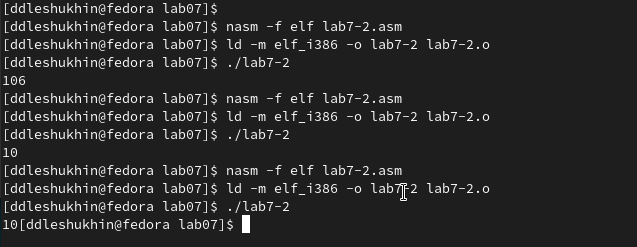 [ddleshukhin@fedora lab07]$
[ddleshukhin@fedora lab07]$ nasm -f elf lab7-2.asm
[ddleshukhin@fedora lab07]$ ld -m elf_i386 -o lab7-2 lab7-2.o
[ddleshukhin@fedora lab07]$ ./lab7-2
106
[ddleshukhin@fedora lab07]$ nasm -f elf lab7-2.asm
[ddleshukhin@fedora lab07]$ ld -m elf_i386 -o lab7-2 lab7-2.o
[ddleshukhin@fedora lab07]$ ./lab7-2
10
[ddleshukhin@fedora lab07]$ nasm -f elf lab7-2.asm
[ddleshukhin@fedora lab07]$ ld -m elf_i386 -o lab7-2 lab7-2.o
[ddleshukhin@fedora lab07]$ ./lab7-2
10[ddleshukhin@fedora lab07]$